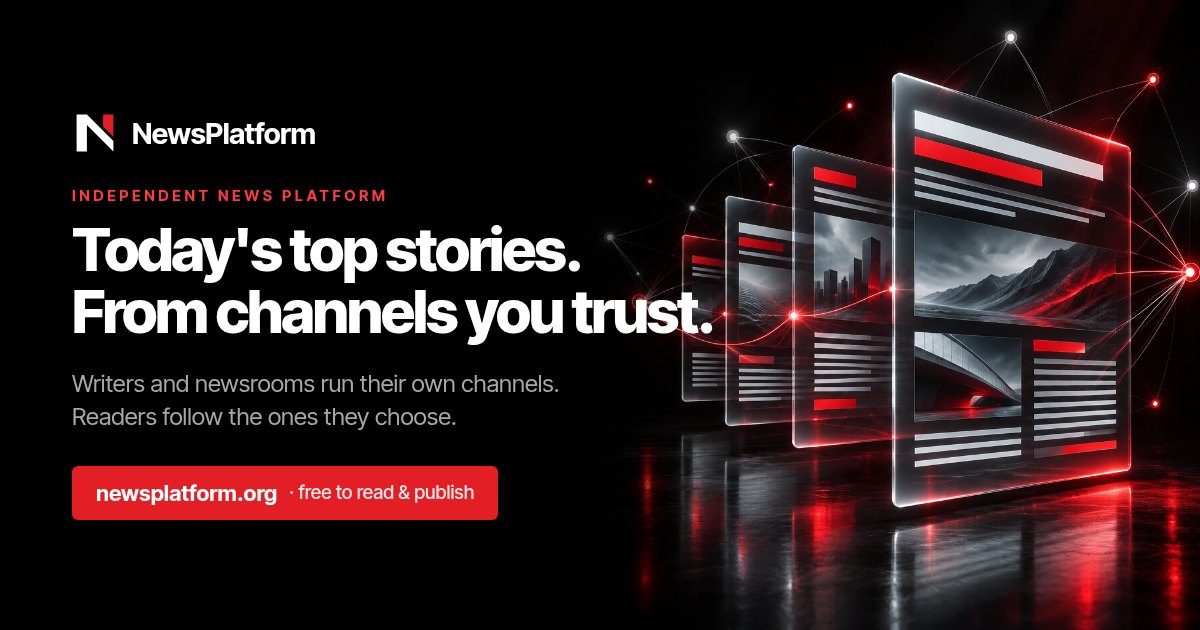 NewsPlatform
INDEPENDENT NEWS PLATFORM
Today's top stories.
From channels you trust.
Writers and newsrooms run their own channels.
Readers follow the ones they choose.
newsplatform.org · free to read & publish